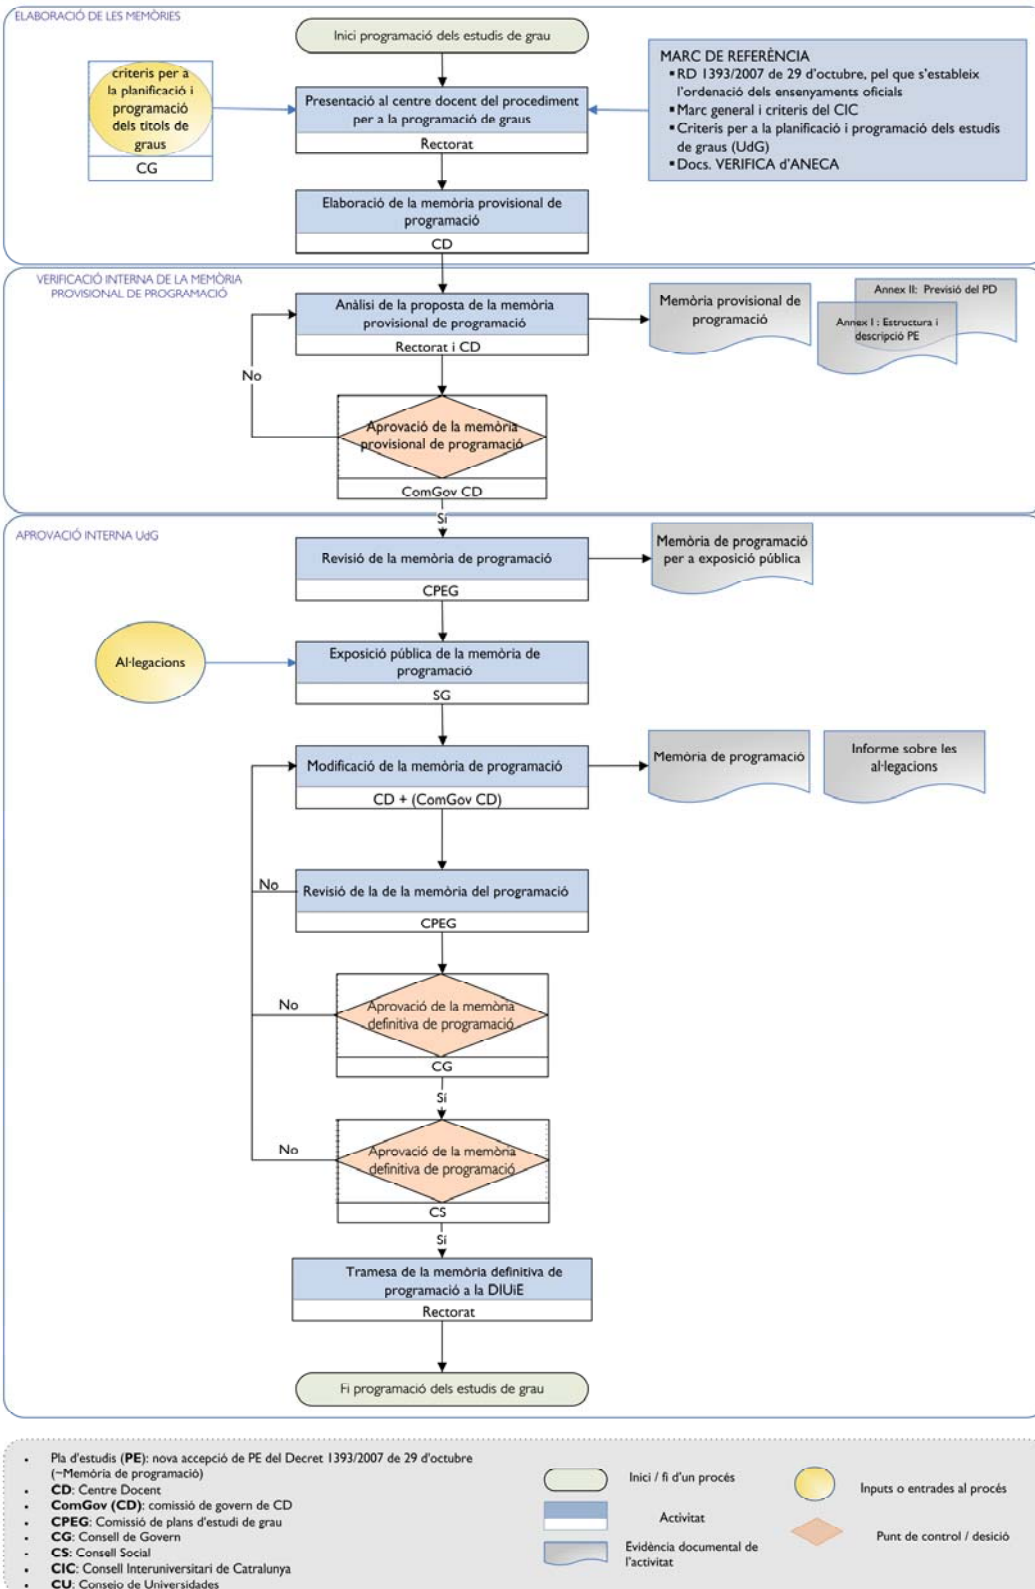 ELABORACIÓ DE LES MEMÒRIES
Inici programació dels estudis de grau
criteris per a
la planificació i
programació
dels títols de
graus
CG
Presentació al centre docent del procediment
per a la programació de graus
Rectorat
MARC DE REFERÈNCIA
▪ RD 1393/2007 de 29 d'octubre, pel que s'estableix
l'ordenació dels ensenyaments oficials
▪ Marc general i criteris del CIC
▪ Criteris per a la planificació i programació dels estudis
de graus (UdG)
▪ Docs. VERIFICA d'ANECA
Elaboració de la memòria provisional de
programació
CD
VERIFICACIÓ INTERNA DE LA MEMÒRIA
PROVISIONAL DE PROGRAMACIÓ
Anàlisi de la proposta de la memòria
provisional de programació
Rectorat i CD
Memòria provisional de
programació
Annex II: Previsió del PD
Annex I : Estructura i
descripció PE
No
Aprovació de la memòria
provisional de programació
ComGov CD
Sí
APROVACIÓ INTERNA UdG
Revisió de la memòria de programació
CPEG
Memòria de programació
per a exposició pública
Al·legacions
Exposició pública de la memòria de
programació
SG
Modificació de la memòria de programació
CD + (ComGov CD)
Memòria de programació
Informe sobre les
al·legacions
No
Revisió de la de la memòria del programació
CPEG
No
Aprovació de la memòria
definitiva de programació
CG
Sí
No
Aprovació de la memòria
definitiva de programació
CS
Sí
Tramesa de la memòria definitiva de
programació a la DIUiE
Rectorat
Fi programació dels estudis de grau
• Pla d'estudis (PE): nova accepció de PE del Decret 1393/2007 de 29 d'octubre
(~Memòria de programació)
• CD: Centre Docent
• ComGov (CD): comissió de govern de CD
• CPEG: Comissió de plans d'estudi de grau
• CG: Consell de Govern
- CS: Consell Social
• CIC: Consell Interuniversitari de Catralunya
• CU: Consejo de Universidades
Inici / fi d'un procés
Activitat
Evidència documental de
l'activitat
Inputs o entrades al procés
Punt de control / desició